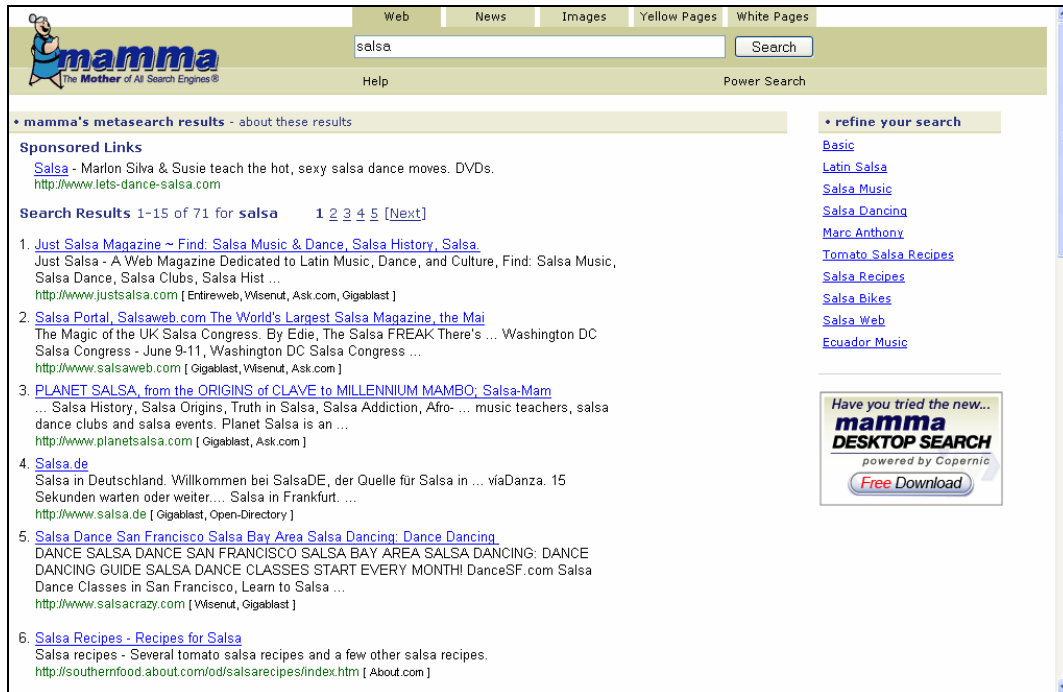 Web News Images Yellow Pages White Pages
mamma
The Mother of All Search Engines®
salsa Search
Help Power Search
• mamma's metasearch results - about these results
Sponsored Links
Salsa - Marlon Silva & Susie teach the hot, sexy salsa dance moves. DVDs.
http://www.lets-dance-salsa.com
Search Results 1-15 of 71 for salsa 1 2 3 4 5 [Next]
1. Just Salsa Magazine ~ Find: Salsa Music & Dance, Salsa History, Salsa.
Just Salsa - A Web Magazine Dedicated to Latin Music, Dance, and Culture, Find: Salsa Music,
Salsa Dance, Salsa Clubs, Salsa Hist ...
http://www.justsalsa.com [ Entireweb, Wisenut, Ask.com, Gigablast ]
2. Salsa Portal, Salsaweb.com The World's Largest Salsa Magazine, the Mai
The Magic of the UK Salsa Congress. By Edie, The Salsa FREAK There's ... Washington DC
Salsa Congress - June 9-11, Washington DC Salsa Congress ...
http://www.salsaweb.com [ Gigablast, Wisenut, Ask.com ]
3. PLANET SALSA, from the ORIGINS of CLAVE to MILLENNIUM MAMBO; Salsa-Mam
... Salsa History, Salsa Origins, Truth in Salsa, Salsa Addiction, Afro- ... music teachers, salsa
dance clubs and salsa events. Planet Salsa is an ...
http://www.planetsalsa.com [ Gigablast, Ask.com ]
4. Salsa.de
Salsa in Deutschland. Willkommen bei SalsaDE, der Quelle für Salsa in ... víaDanza. 15
Sekunden warten oder weiter.... Salsa in Frankfurt. ...
http://www.salsa.de [ Gigablast, Open-Directory ]
5. Salsa Dance San Francisco Salsa Bay Area Salsa Dancing: Dance Dancing
DANCE SALSA DANCE SAN FRANCISCO SALSA BAY AREA SALSA DANCING: DANCE
DANCING GUIDE SALSA DANCE CLASSES START EVERY MONTH! DanceSF.com Salsa
Dance Classes in San Francisco, Learn to Salsa ...
http://www.salsacrazy.com [ Wisenut, Gigablast ]
6. Salsa Recipes - Recipes for Salsa
Salsa recipes - Several tomato salsa recipes and a few other salsa recipes.
http://southernfood.about.com/od/salsarecipes/index.htm [ About.com ]
• refine your search
Basic
Latin Salsa
Salsa Music
Salsa Dancing
Marc Anthony
Tomato Salsa Recipes
Salsa Recipes
Salsa Bikes
Salsa Web
Ecuador Music
Have you tried the new...
mamma
DESKTOP SEARCH
powered by Copernic
Free Download